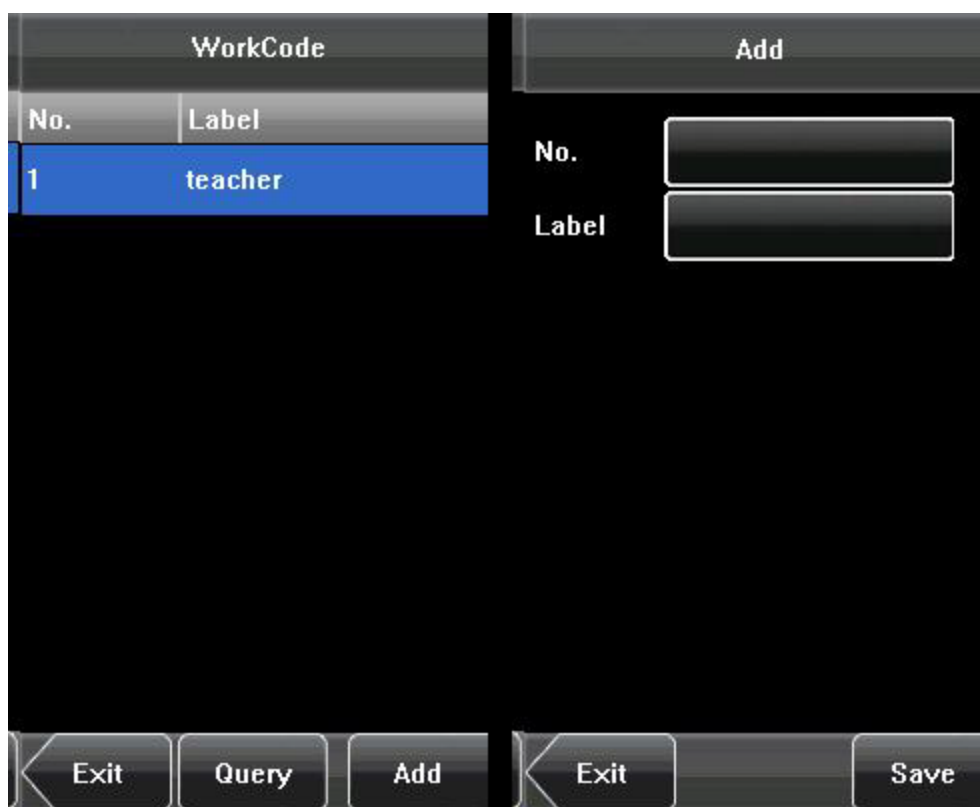 WorkCode
No. Label
1 teacher
Exit Query Add
Add
No.
Label
Exit Save